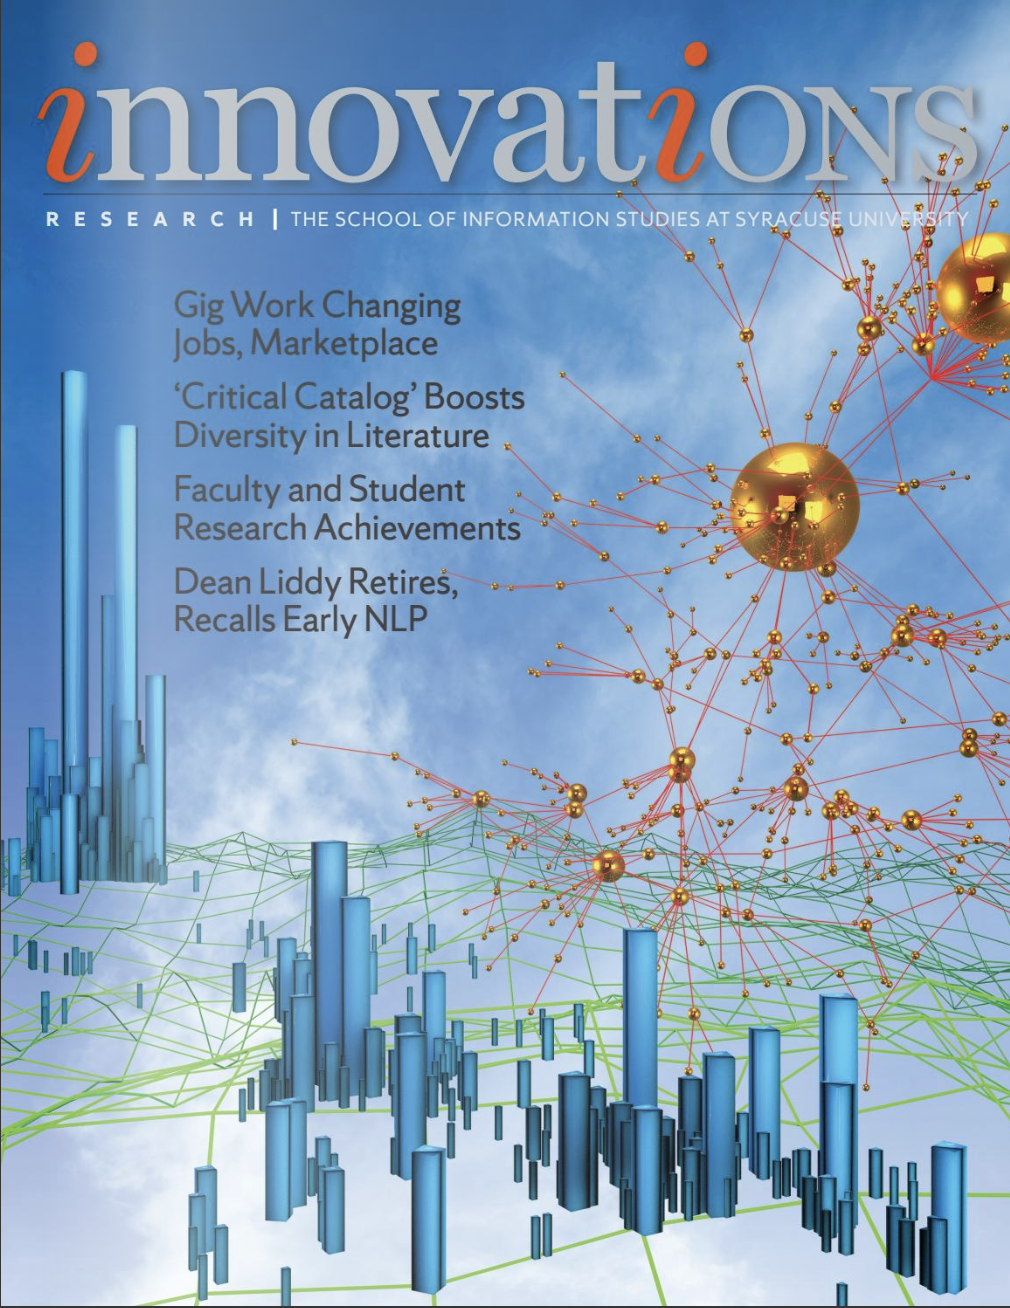 innovatiONS
RESEARCH | THE SCHOOL OF INFORMATION STUDIES AT SYRACUSE UNIVERSITY
Gig Work Changing
Jobs, Marketplace
‘Critical Catalog’ Boosts
Diversity in Literature
Faculty and Student
Research Achievements
Dean Liddy Retires,
Recalls Early NLP